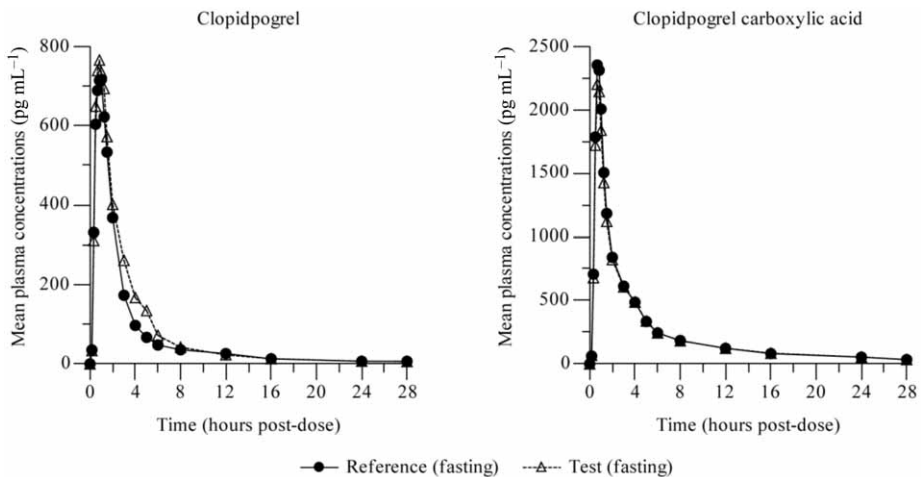 Clopidpogrel
Mean plasma concentrations (pg mL⁻¹)
800
600
400
200
0
0 4 8 12 16 20 24 28
Time (hours post-dose)
Clopidpogrel carboxylic acid
Mean plasma concentrations (pg mL⁻¹)
2500
2000
1500
1000
500
0
0 4 8 12 16 20 24 28
Time (hours post-dose)
Reference (fasting) Test (fasting)